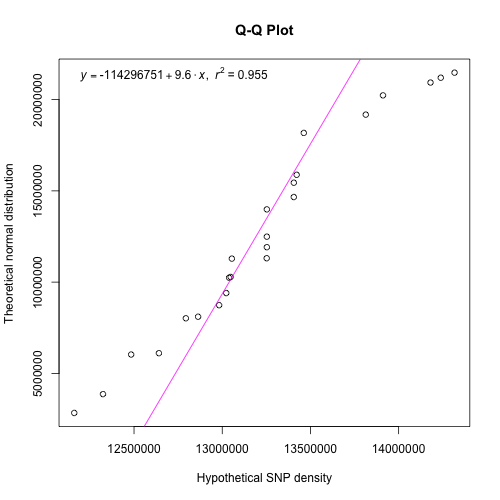 Q-Q Plot
y = -114296751 + 9.6 · x, r² = 0.955
20000000
15000000
10000000
5000000
Theoretical normal distribution
12500000 13000000 13500000 14000000
Hypothetical SNP density